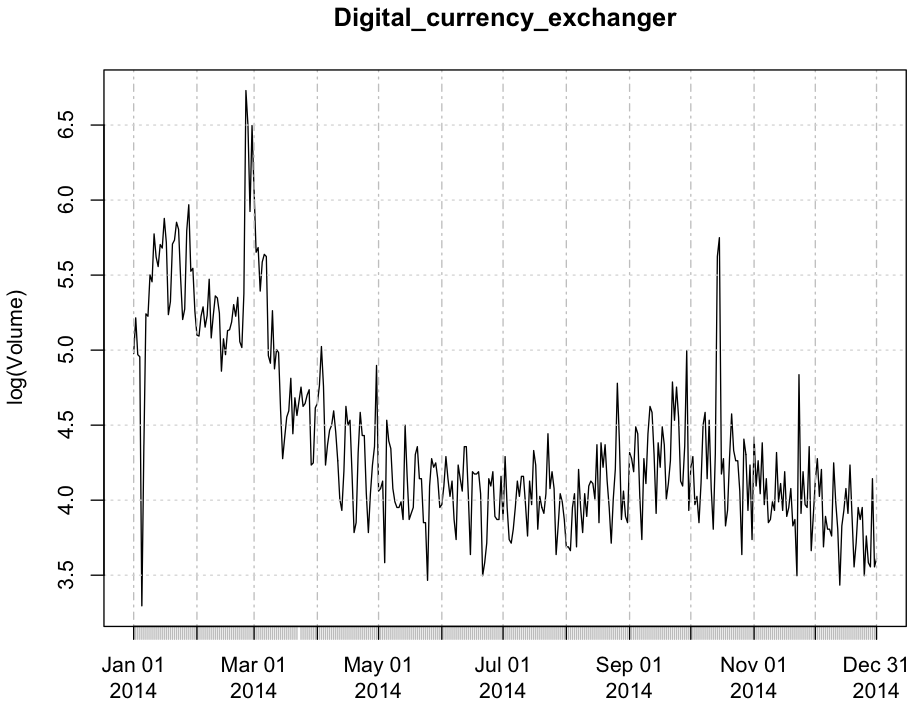 Digital_currency_exchanger
log(Volume)
6.5
6.0
5.5
5.0
4.5
4.0
3.5
Jan 01 Mar 01 May 01 Jul 01 Sep 01 Nov 01 Dec 31
2014 2014 2014 2014 2014 2014 2014